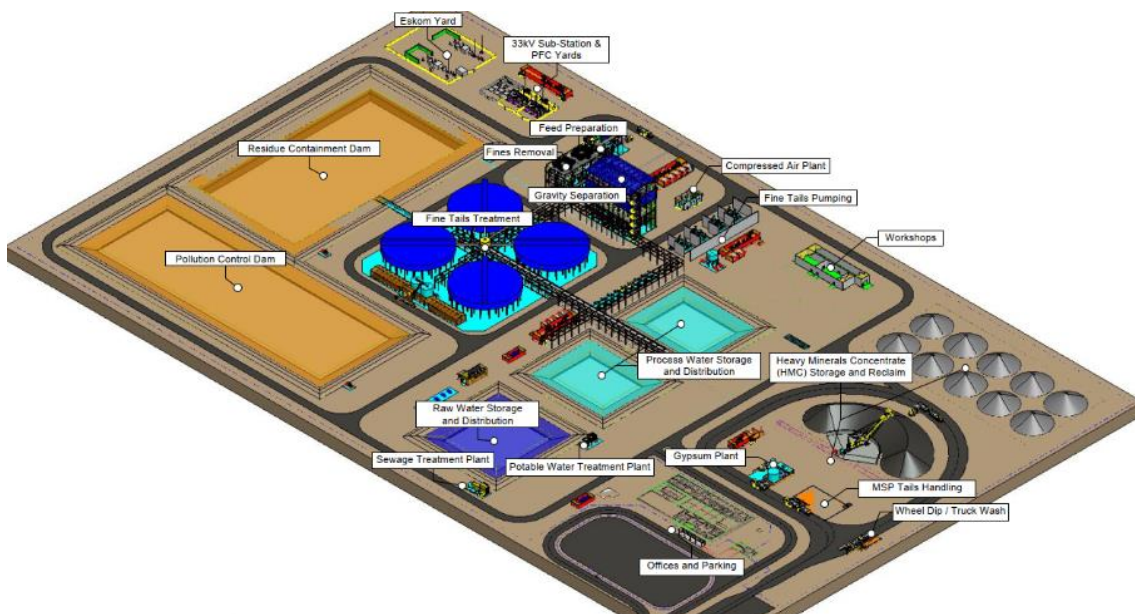 Eskom Yard
33kV Sub-Station &
PFC Yards
Feed Preparation
Fines Removal
Residue Containment Dam
Compressed Air Plant
Gravity Separation
Fine Tails Pumping
Fine Tails Treatment
Workshops
Pollution Control Dam
Process Water Storage
and Distribution
Heavy Minerals Concentrate
(HMC) Storage and Reclaim
Raw Water Storage
and Distribution
Sewage Treatment Plant
Potable Water Treatment Plant
Gypsum Plant
MSP Tails Handling
Wheel Dip / Truck Wash
Offices and Parking